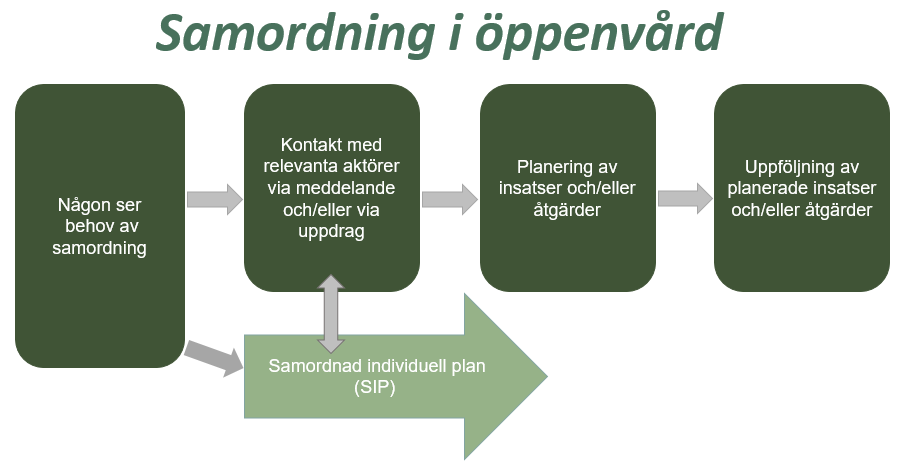 Samordning i öppenvård
Någon ser
behov av
samordning
Kontakt med
relevanta aktörer
via meddelande
och/eller via
uppdrag
Planering av
insatser och/eller
åtgärder
Uppföljning av
planerade insatser
och/eller åtgärder
Samordnad individuell plan
(SIP)